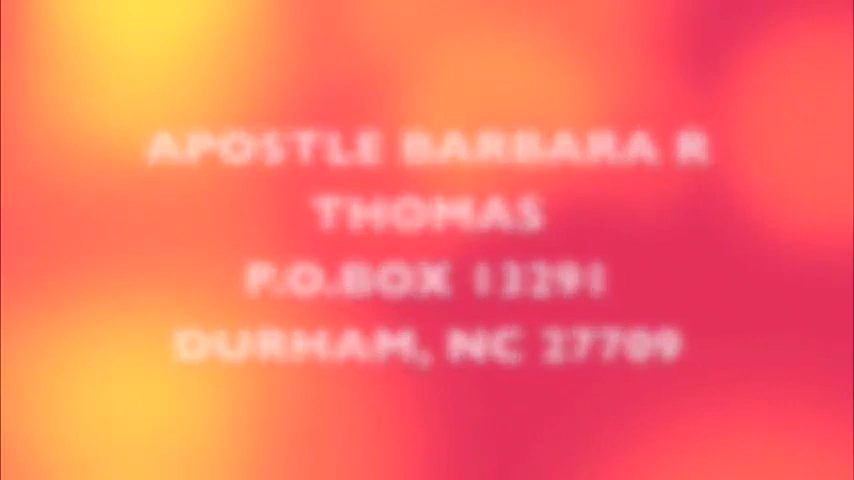 APOSTLE BARBARA R
THOMAS
P.O.BOX 13291
DURHAM, NC 27709